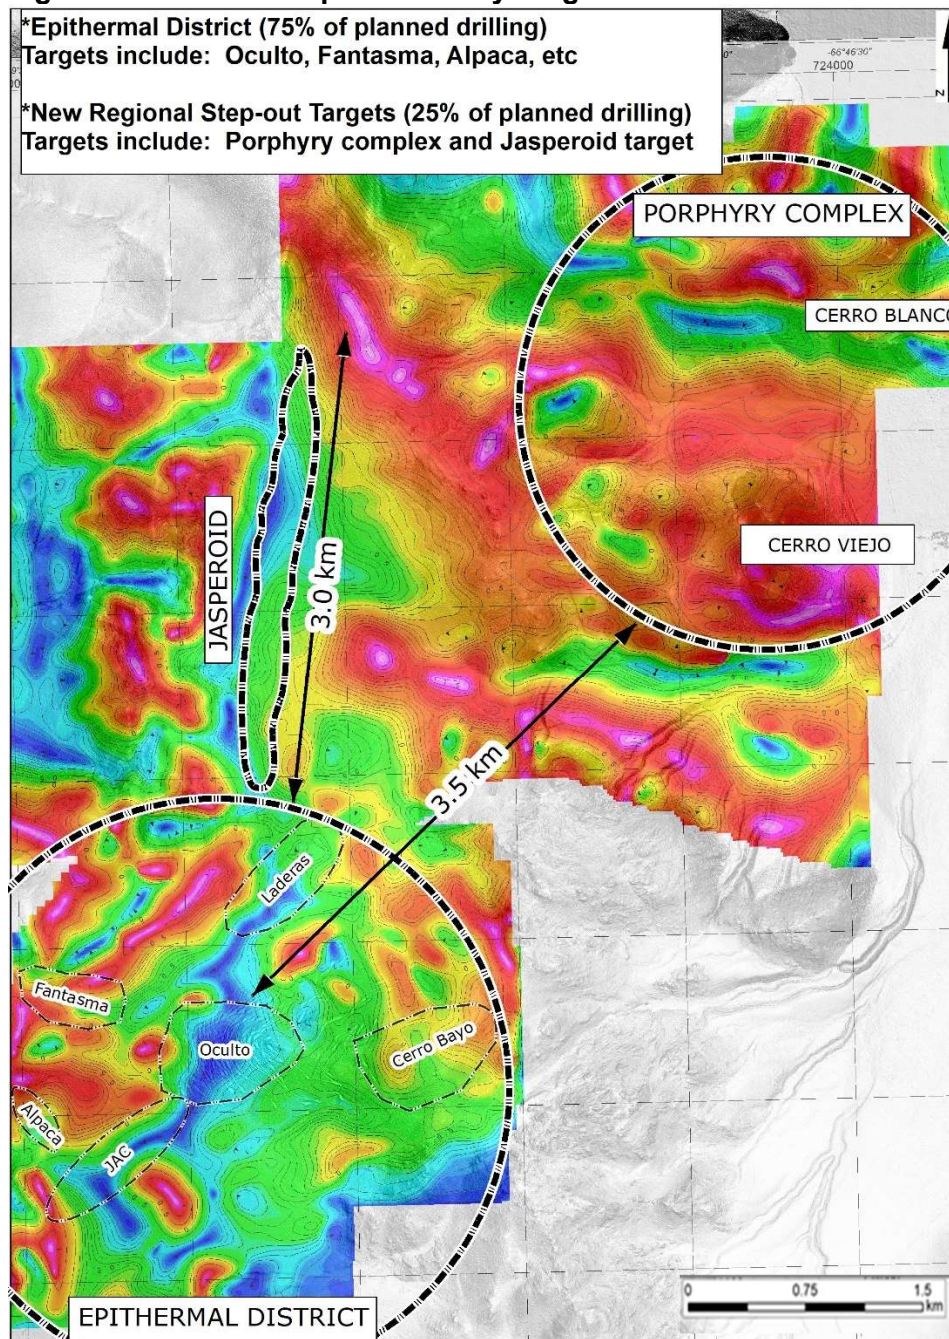 *Epithermal District (75% of planned drilling)
Targets include: Oculto, Fantasma, Alpaca, etc
*New Regional Step-out Targets (25% of planned drilling)
Targets include: Porphyry complex and Jasperoid target
-66°46'30"
724000
N
PORPHYRY COMPLEX
CERRO BLANCO
JASPEROID
3.0 km
CERRO VIEJO
3.5 km
Laderas
Fantasma
Oculto
Cerro Bayo
Alpaca
JAC
0 0.75 1.5
km
EPITHERMAL DISTRICT